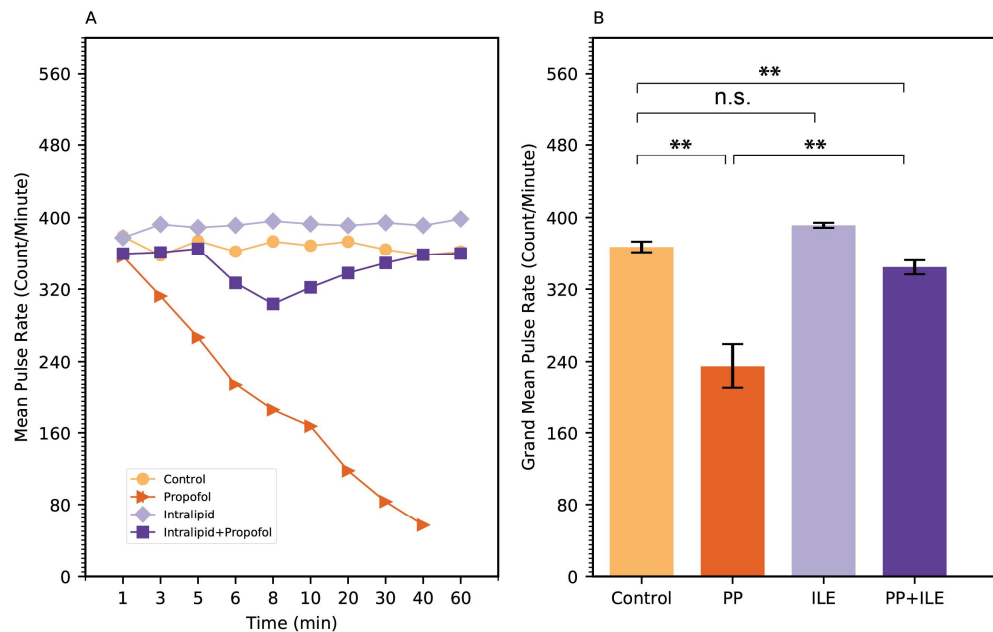 A
Mean Pulse Rate (Count/Minute)
560
480
400
320
240
160
80
0
Control
Propofol
Intralipid
Intralipid+Propofol
1 3 5 6 8 10 20 30 40 60
Time (min)
B
Grand Mean Pulse Rate (Count/Minute)
560
480
400
320
240
160
80
0
**
n.s.
** **
Control PP ILE PP+ILE